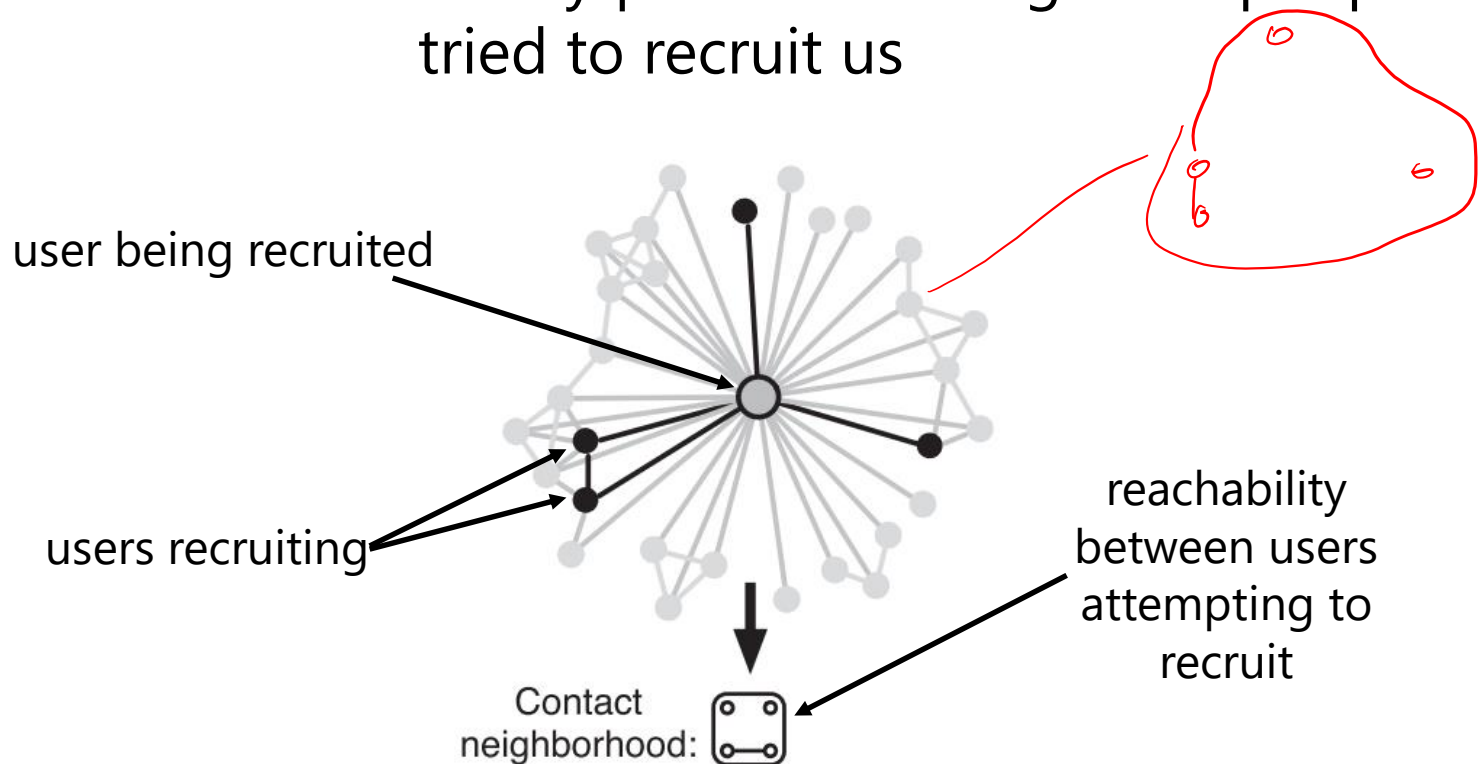 tried to recruit us
user being recruited
users recruiting
reachability
between users
attempting to
recruit
Contact
neighborhood: